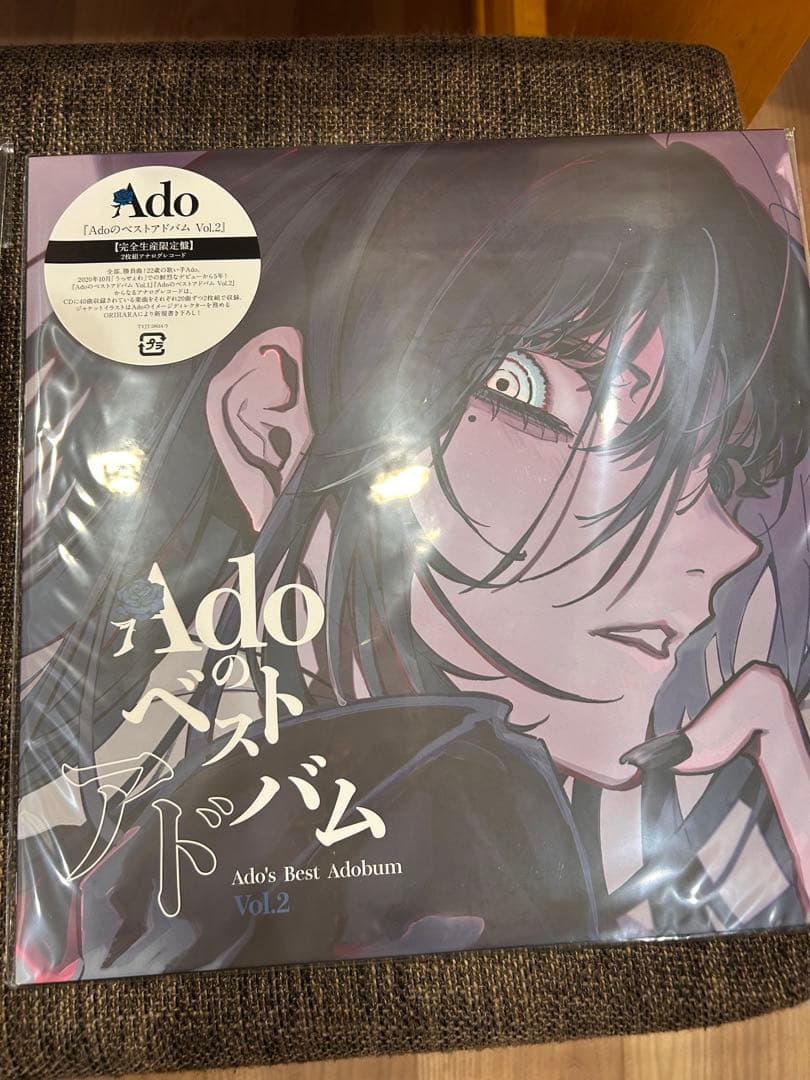 Ado
『Adoのベストアドバム Vol.2』
【完全生産限定盤】
2枚組アナログレコード
全部、勝負曲！22歳の歌い手Ado。
2020年10月「うっせぇわ」での鮮烈なデビューから5年！
『Adoのベストアドバム Vol.1』『Adoのベストアドバム Vol.2』
からなるアナログレコードは、
CDに40曲収録されている楽曲をそれぞれ20曲ずつ2枚組で収録。
ジャケットイラストはAdoのイメージディレクターを務める
ORIHARAにより新規書き下ろし！
プラ
Ado
の
ベスト
アドバム
Ado's Best Adobum
Vol.2